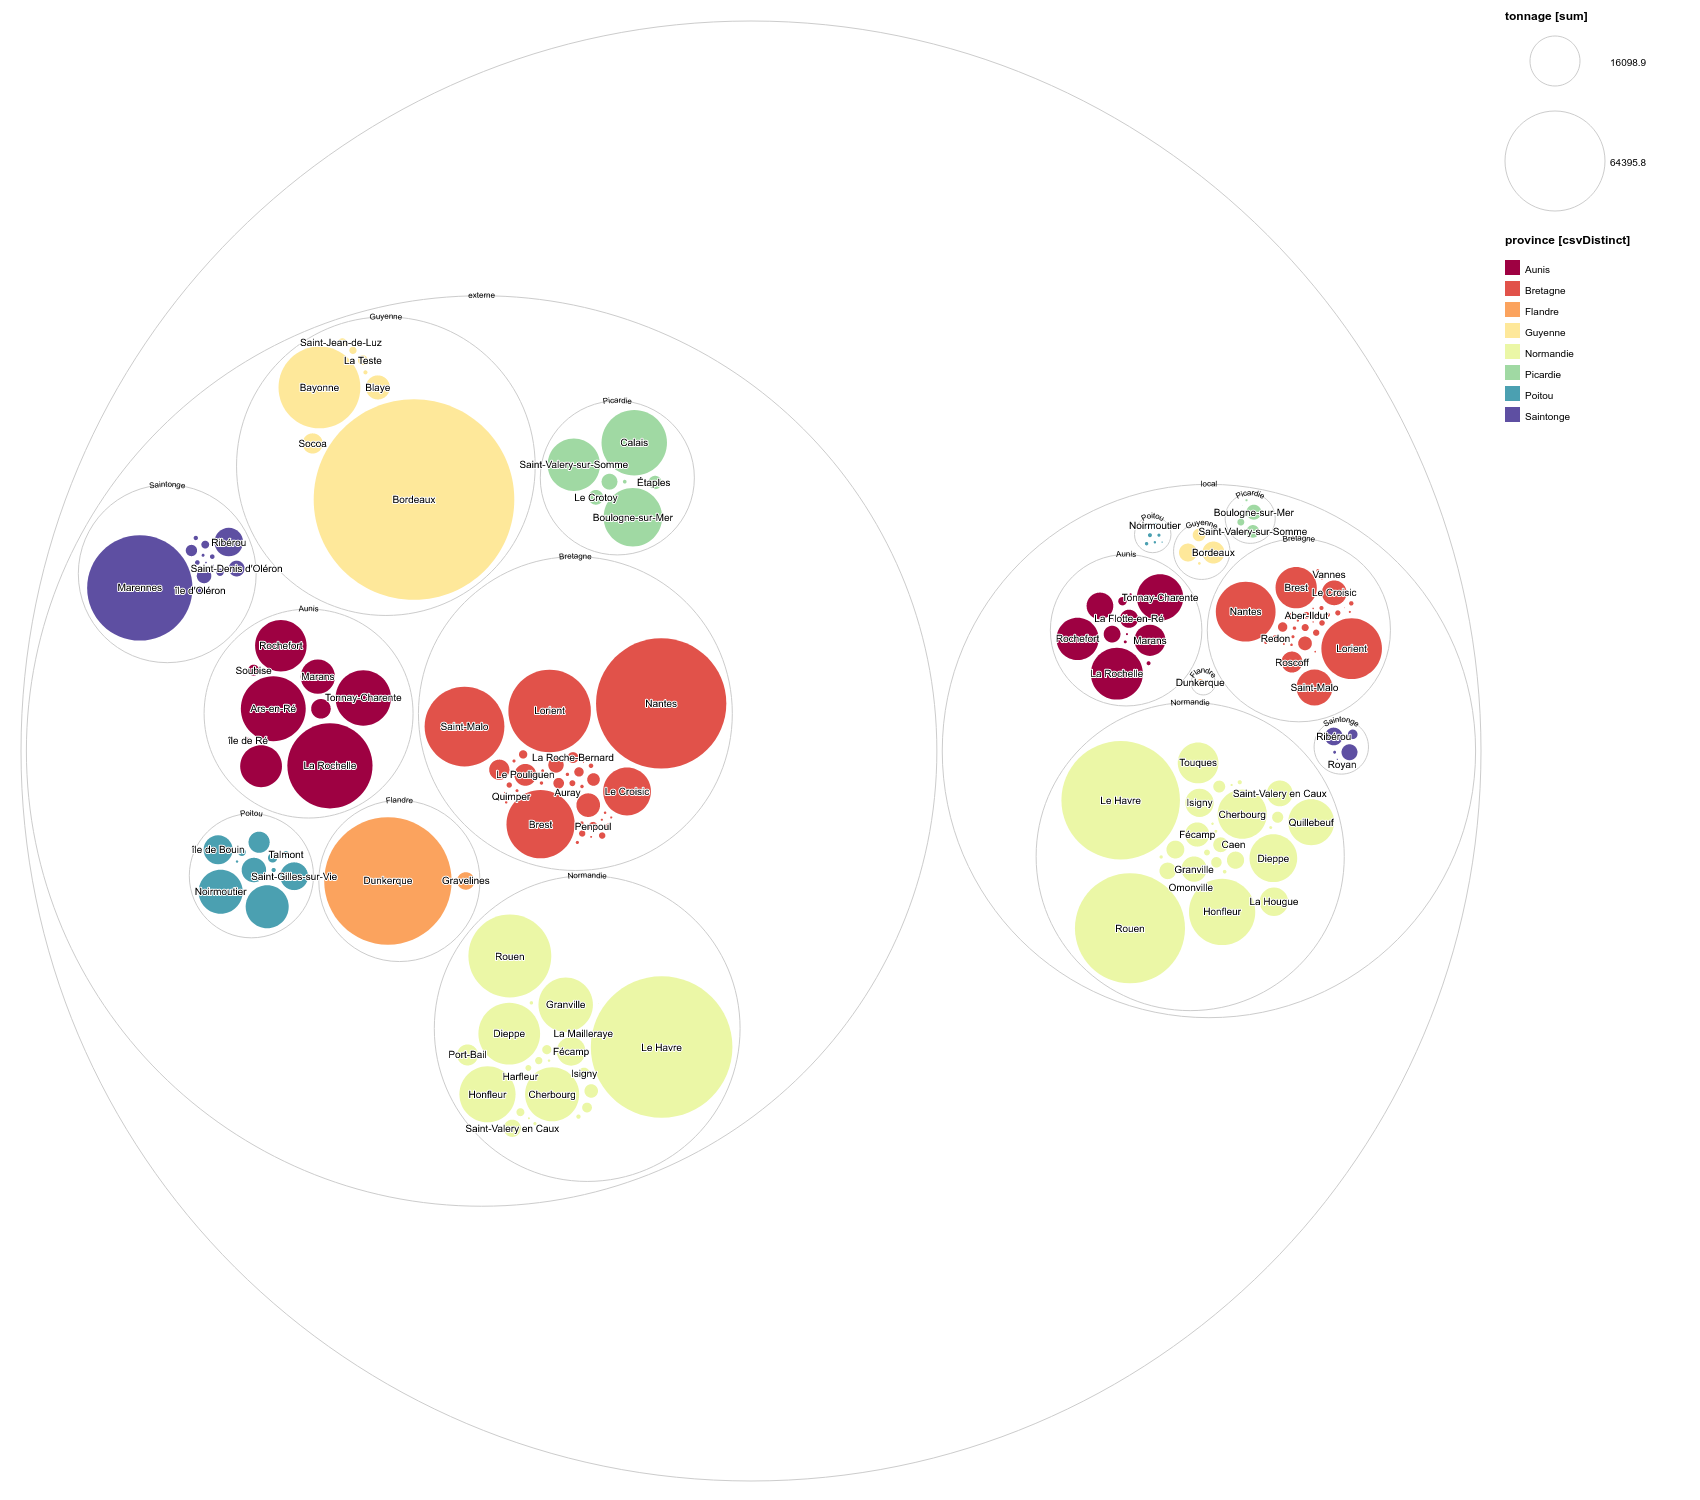 tonnage [sum]
16098.9
64395.8
province [csvDistinct]
Aunis
Bretagne
Flandre
Guyenne
Normandie
Picardie
Poitou
Saintonge
externe
Guyenne
Saint-Jean-de-Luz
La Teste
Bayonne
Blaye
Socoa
Bordeaux
Picardie
Calais
Saint-Valery-sur-Somme
Étaples
Le Crotoy
Boulogne-sur-Mer
Saintonge
Ribérou
Saint-Denis d'Oléron
Marennes
île d'Oléron
Aunis
Rochefort
Soubise
Marans
Tonnay-Charente
Ars-en-Ré
île de Ré
La Rochelle
Bretagne
Nantes
Lorient
Saint-Malo
La Roche-Bernard
Le Pouliguen
Auray
Le Croisic
Quimper
Brest
Penpoul
Poitou
île de Bouin
Talmont
Saint-Gilles-sur-Vie
Noirmoutier
Flandre
Dunkerque
Gravelines
Normandie
Rouen
Granville
Dieppe
La Mailleraye
Le Havre
Port-Bail
Fécamp
Harfleur
Isigny
Honfleur
Cherbourg
Saint-Valery en Caux
local
Picardie
Boulogne-sur-Mer
Saint-Valery-sur-Somme
Poitou
Noirmoutier
Guyenne
Bordeaux
Bretagne
Vannes
Brest
Le Croisic
Nantes
Aber-Ildut
Redon
Lorient
Roscoff
Saint-Malo
Aunis
Tonnay-Charente
La Flotte-en-Ré
Rochefort
Marans
La Rochelle
Flandre
Dunkerque
Saintonge
Ribérou
Royan
Normandie
Touques
Le Havre
Isigny
Saint-Valery en Caux
Cherbourg
Quillebeuf
Fécamp
Caen
Dieppe
Granville
Omonville
La Hougue
Honfleur
Rouen